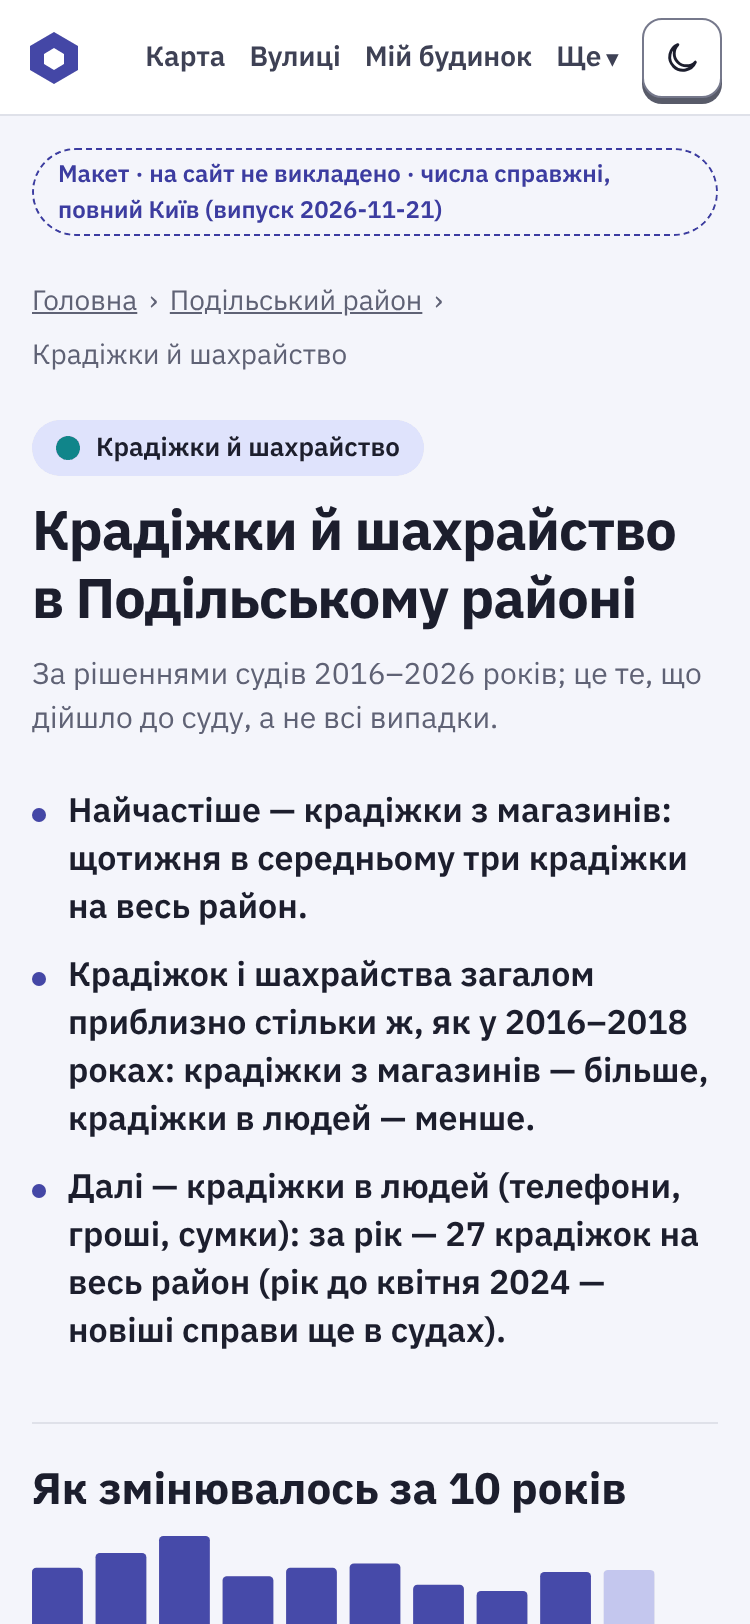 Карта Вулиці Мій будинок Ще ▾
Макет · на сайт не викладено · числа справжні,
повний Київ (випуск 2026-11-21)
Головна › Подільський район ›
Крадіжки й шахрайство
Крадіжки й шахрайство
Крадіжки й шахрайство
в Подільському районі
За рішеннями судів 2016–2026 років; це те, що
дійшло до суду, а не всі випадки.
Найчастіше — крадіжки з магазинів:
щотижня в середньому три крадіжки
на весь район.
Крадіжок і шахрайства загалом
приблизно стільки ж, як у 2016–2018
роках: крадіжки з магазинів — більше,
крадіжки в людей — менше.
Далі — крадіжки в людей (телефони,
гроші, сумки): за рік — 27 крадіжок на
весь район (рік до квітня 2024 —
новіші справи ще в судах).
Як змінювалось за 10 років